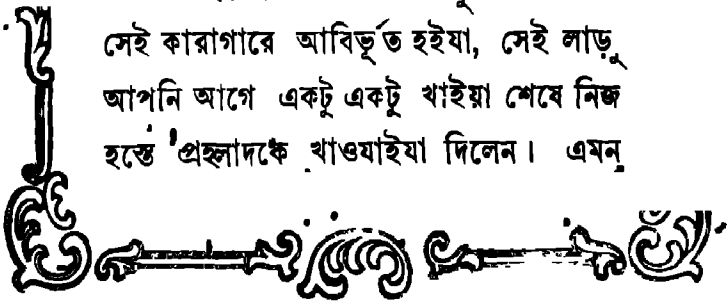 সেই কারাগারে আবির্ভূত হইযা, সেই লাড়ু
আপনি আগে একটু একটু খাইয়া শেষে নিজ
হস্তে প্রহ্লাদকে খাওযাইযা দিলেন। এমন